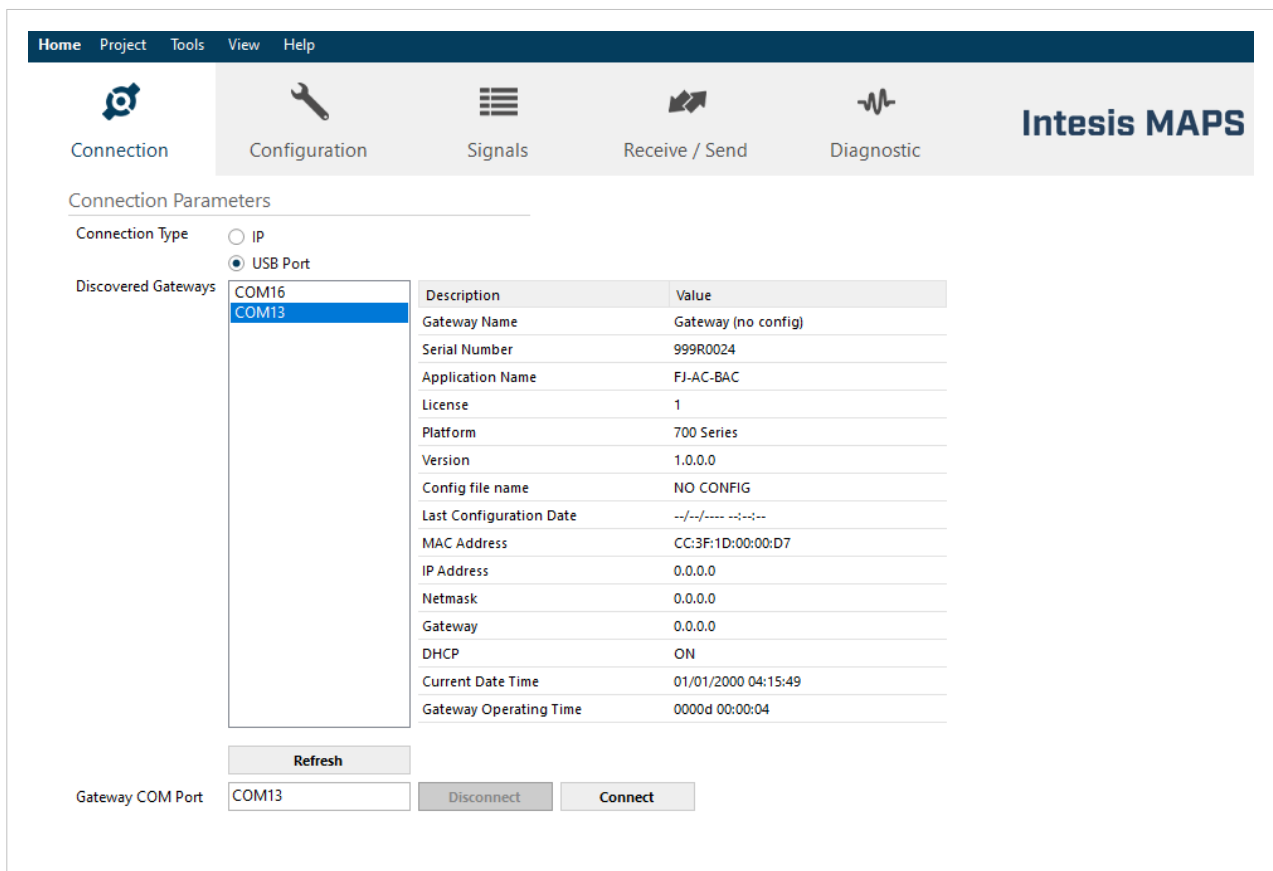 Home Project Tools View Help
Connection Configuration Signals Receive / Send Diagnostic Intesis MAPS
Connection Parameters
Connection Type IP
USB Port
Discovered Gateways COM16
COM13
Description Value
Gateway Name Gateway (no config)
Serial Number 999R0024
Application Name FJ-AC-BAC
License 1
Platform 700 Series
Version 1.0.0.0
Config file name NO CONFIG
Last Configuration Date --/--/---- --:--:--
MAC Address CC:3F:1D:00:00:D7
IP Address 0.0.0.0
Netmask 0.0.0.0
Gateway 0.0.0.0
DHCP ON
Current Date Time 01/01/2000 04:15:49
Gateway Operating Time 0000d 00:00:04
Refresh
Gateway COM Port COM13 Disconnect Connect